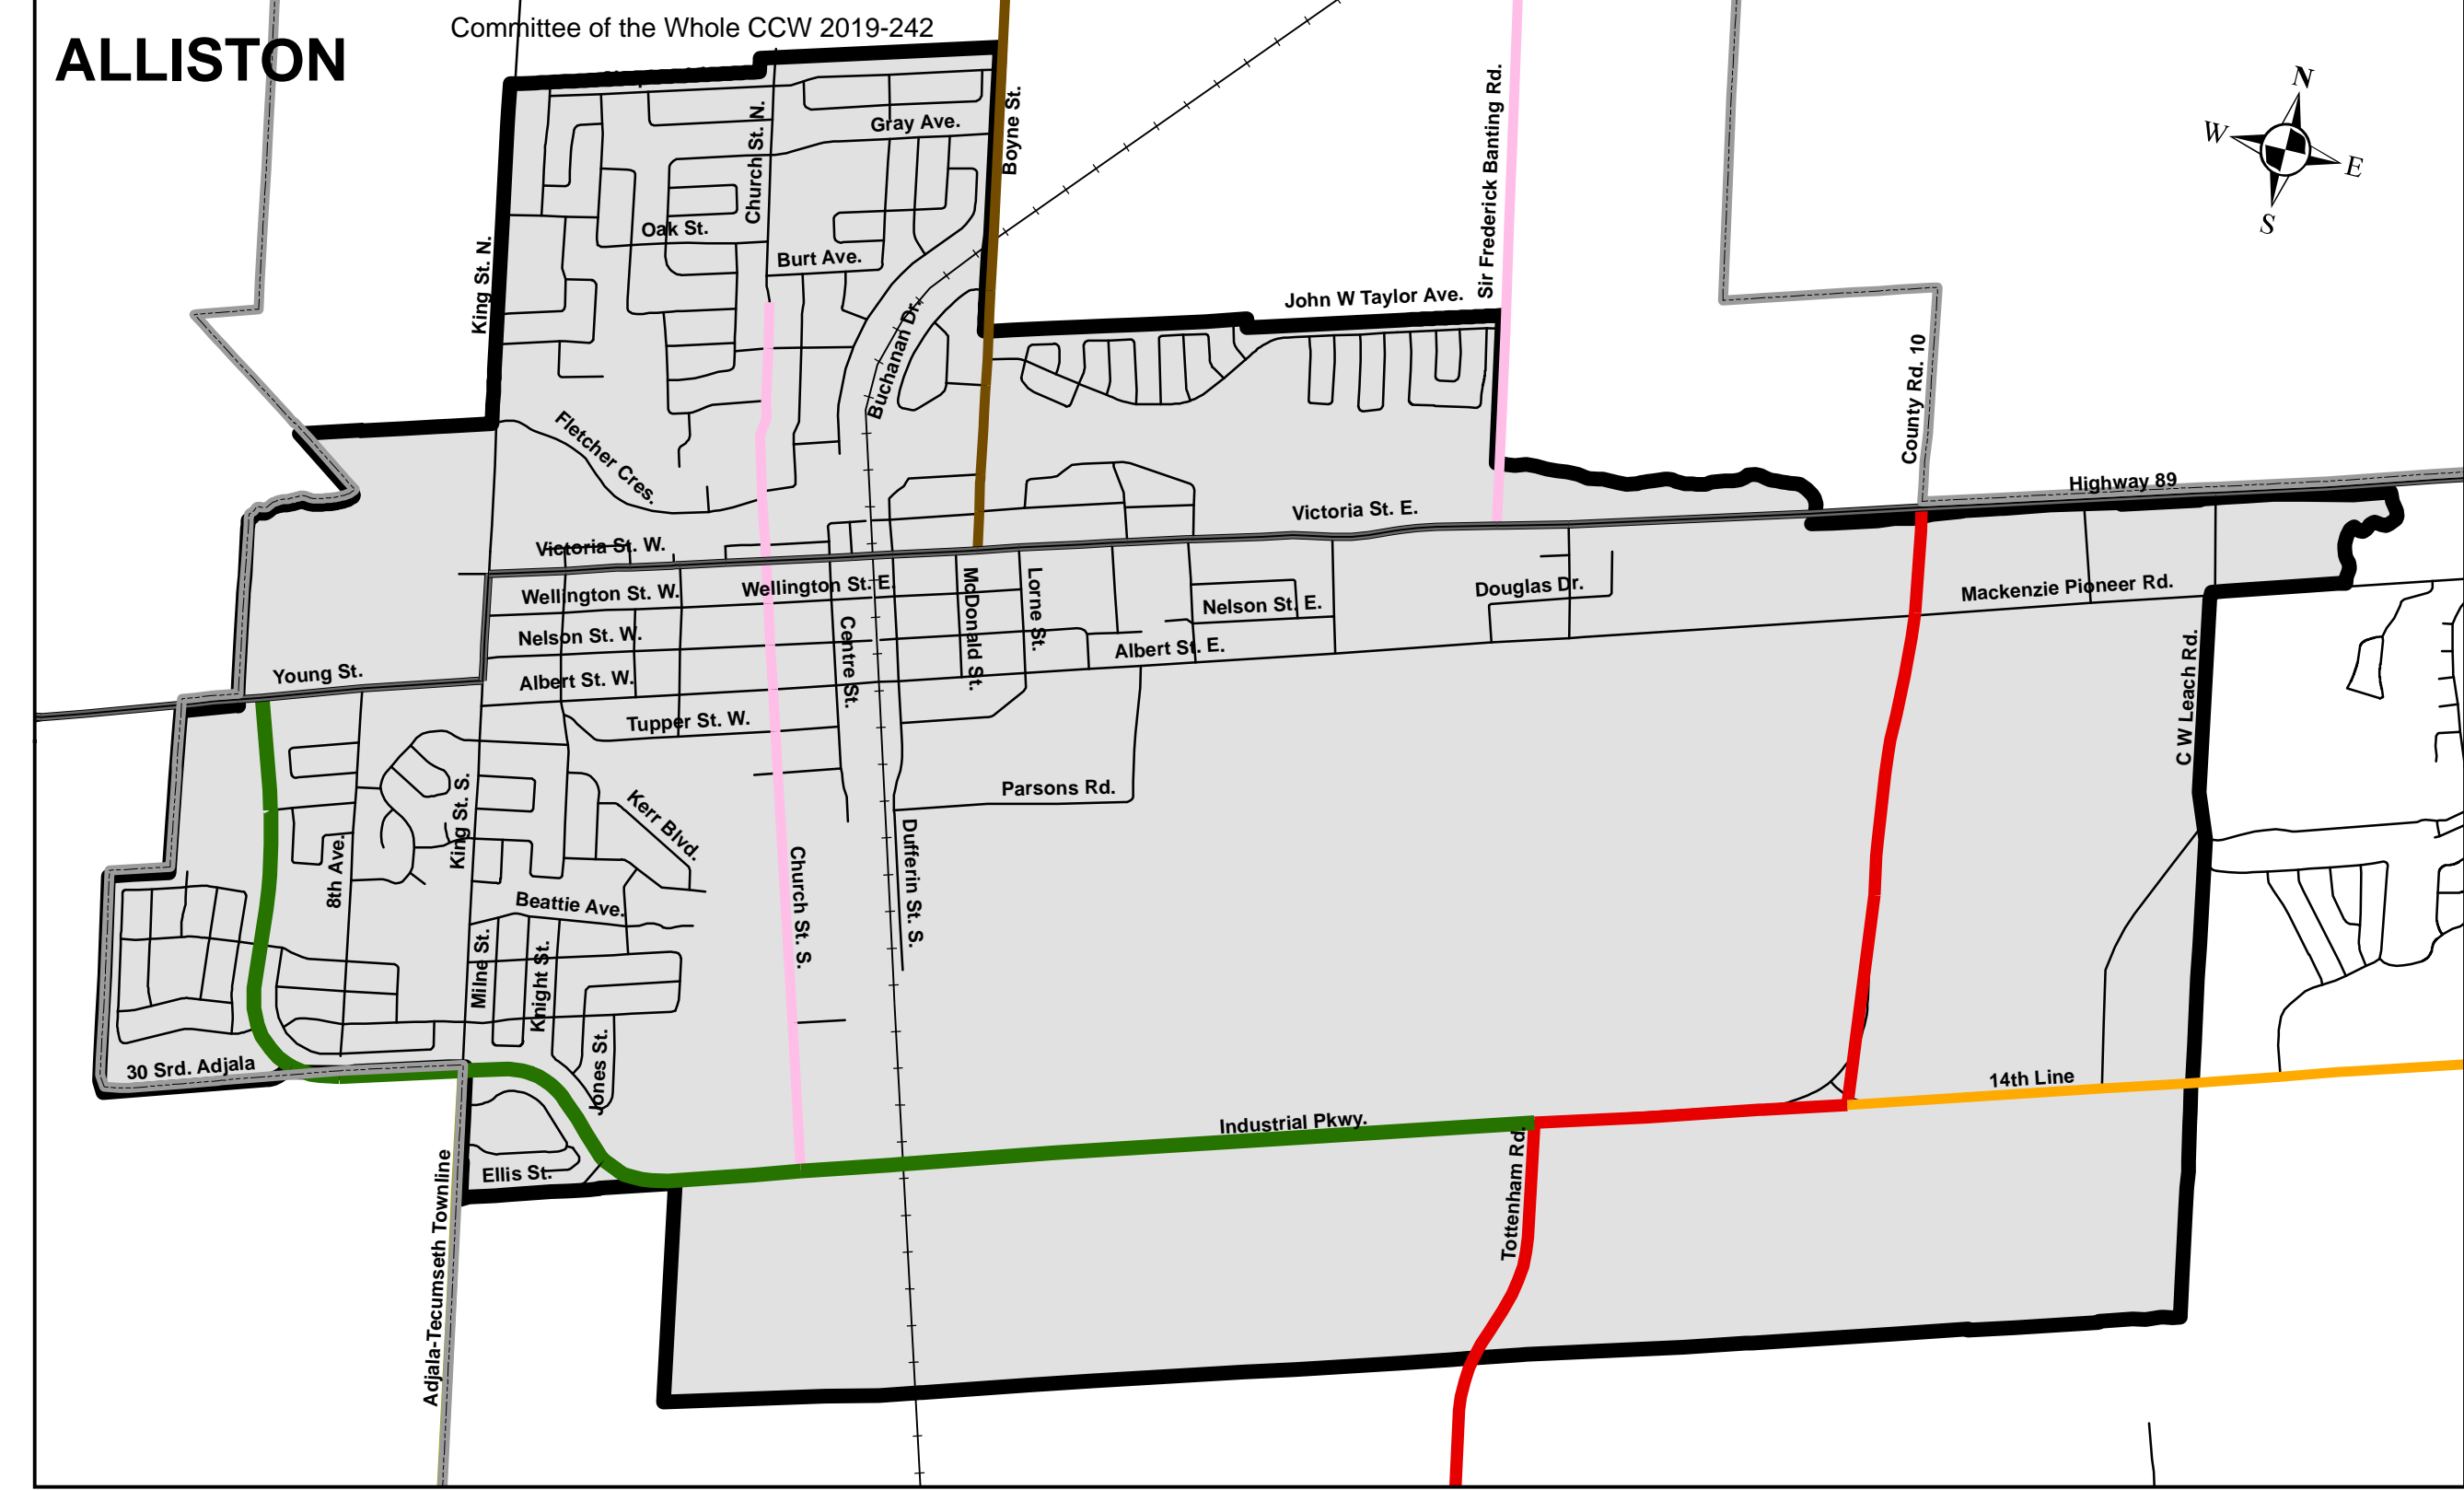 Committee of the Whole CCW 2019-242
ALLISTON
N
W
E
S
Boyne St.
Sir Frederick Banting Rd.
Church St. N.
Gray Ave.
Oak St.
Burt Ave.
King St. N.
John W Taylor Ave.
Buchanan Dr.
County Rd. 10
Fletcher Cres.
Highway 89
Victoria St. E.
Victoria St. W.
Wellington St. W.
Wellington St. E.
McDonald St.
Lorne St.
Nelson St. E.
Douglas Dr.
Mackenzie Pioneer Rd.
Nelson St. W.
Centre St.
Albert St. E.
Young St.
Albert St. W.
Tupper St. W.
C W Leach Rd.
Parsons Rd.
King St. S.
Kerr Blvd.
8th Ave.
Church St. S.
Dufferin St. S.
Beattie Ave.
Milne St.
Knight St.
Jones St.
30 Srd. Adjala
14th Line
Industrial Pkwy.
Ellis St.
Tottenham Rd.
Adjala-Tecumseth Townline